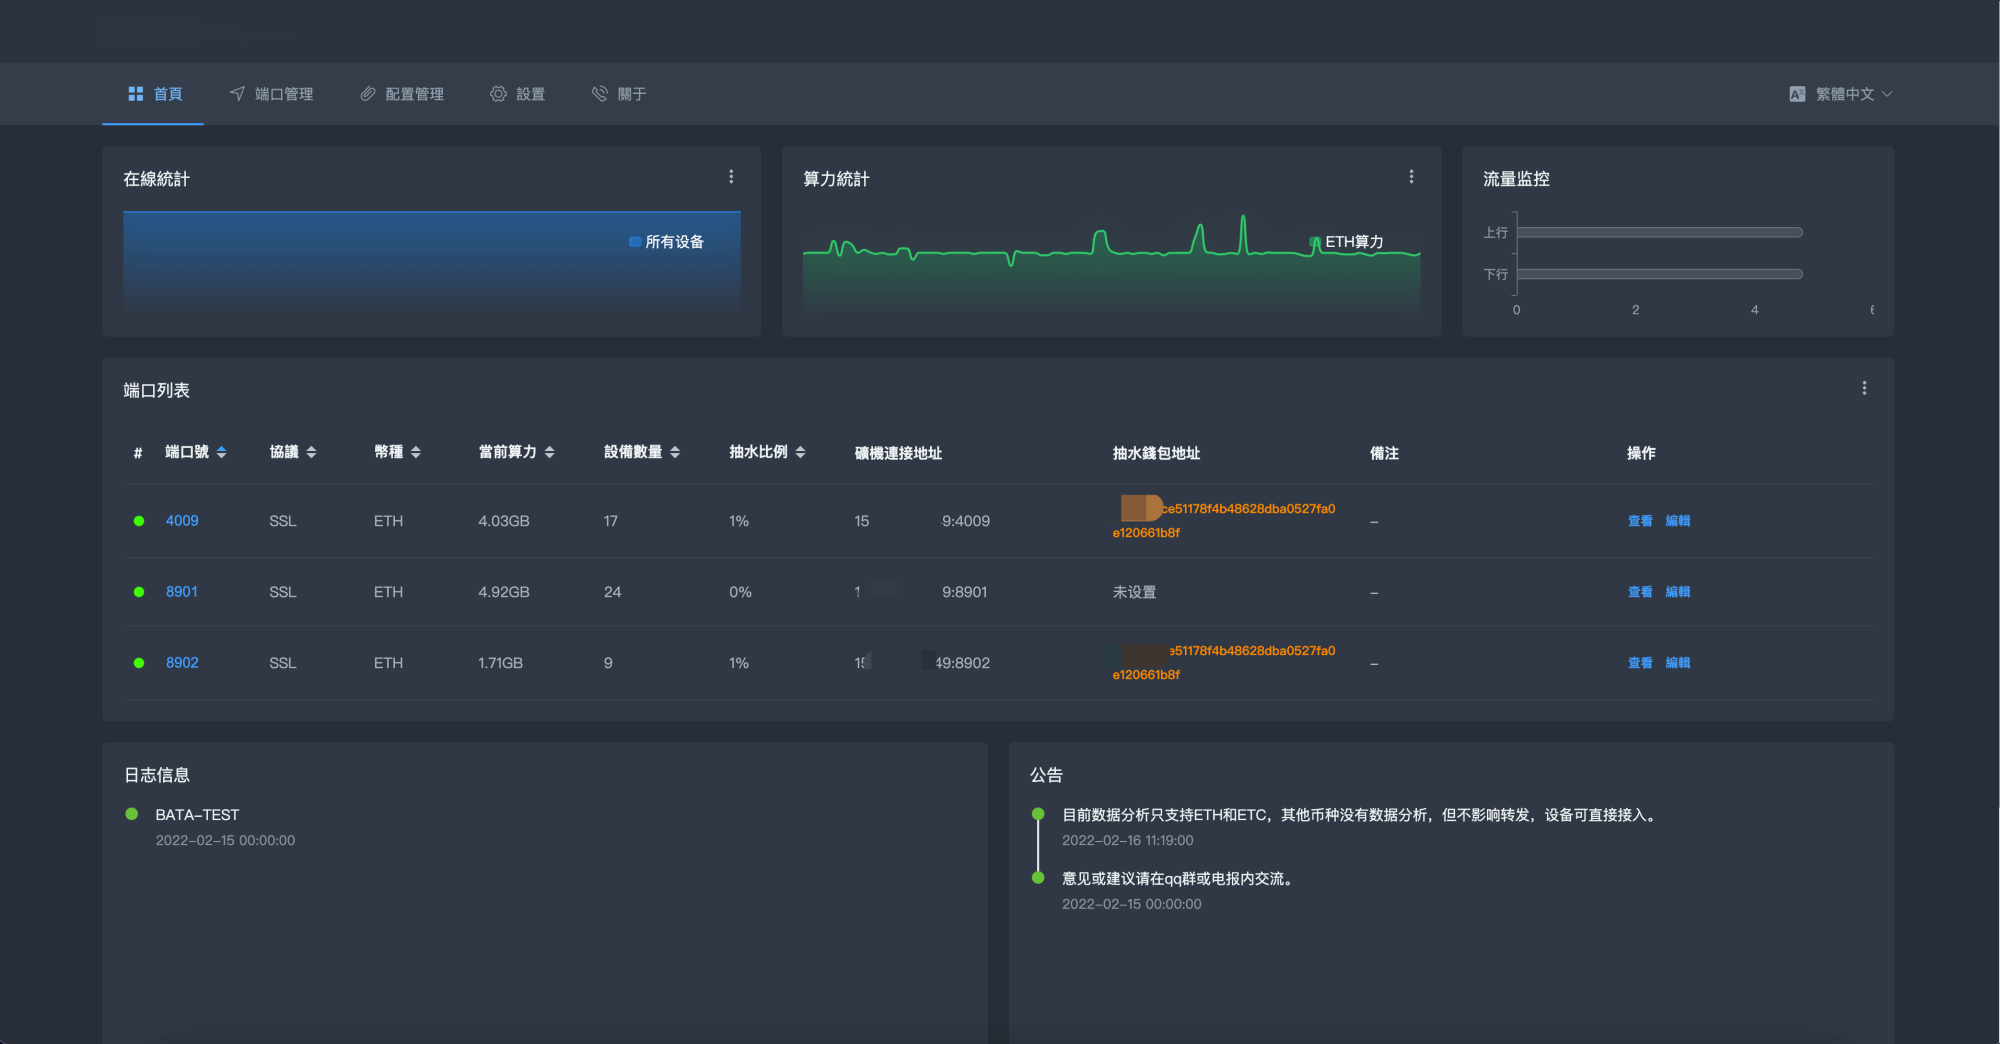 首頁 端口管理 配置管理 設置 關于 繁體中文
在線統計
所有设备
算力統計
ETH算力
流量监控
上行
下行
0 2 4
端口列表
# 端口號 協議 幣種 當前算力 設備數量 抽水比例 礦機連接地址 抽水錢包地址 備注 操作
4009 SSL ETH 4.03GB 17 1% 15 9:4009 ce51178f4b48628dba0527fa0 – 查看 編輯
e120661b8f
8901 SSL ETH 4.92GB 24 0% 1 9:8901 未设置 – 查看 編輯
8902 SSL ETH 1.71GB 9 1% 49:8902 e51178f4b48628dba0527fa0 – 查看 編輯
e120661b8f
日志信息
BATA-TEST
2022-02-15 00:00:00
公告
目前数据分析只支持ETH和ETC，其他币种没有数据分析，但不影响转发，设备可直接接入。
2022-02-16 11:19:00
意见或建议请在qq群或电报内交流。
2022-02-15 00:00:00